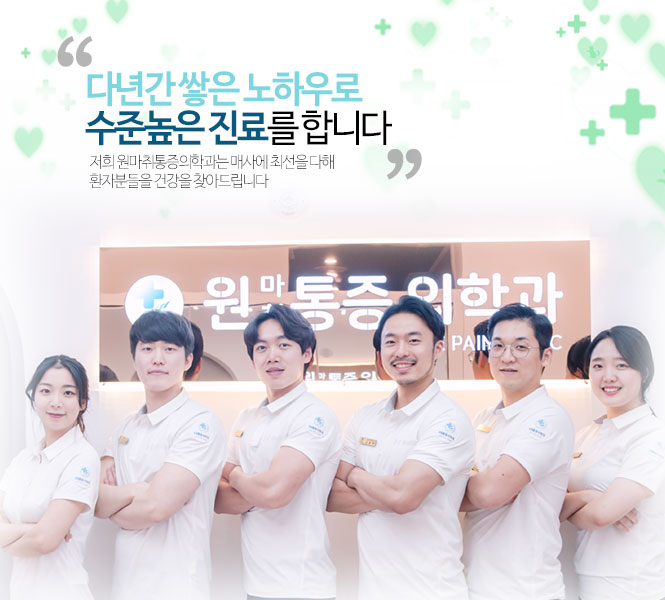 “
다년간 쌓은 노하우로
수준높은 진료를 합니다
저희 원마취통증의학과는 매사에 최선을 다해
환자분들을 건강을 찾아드립니다
”
원 마 통증 의학과
PAIN